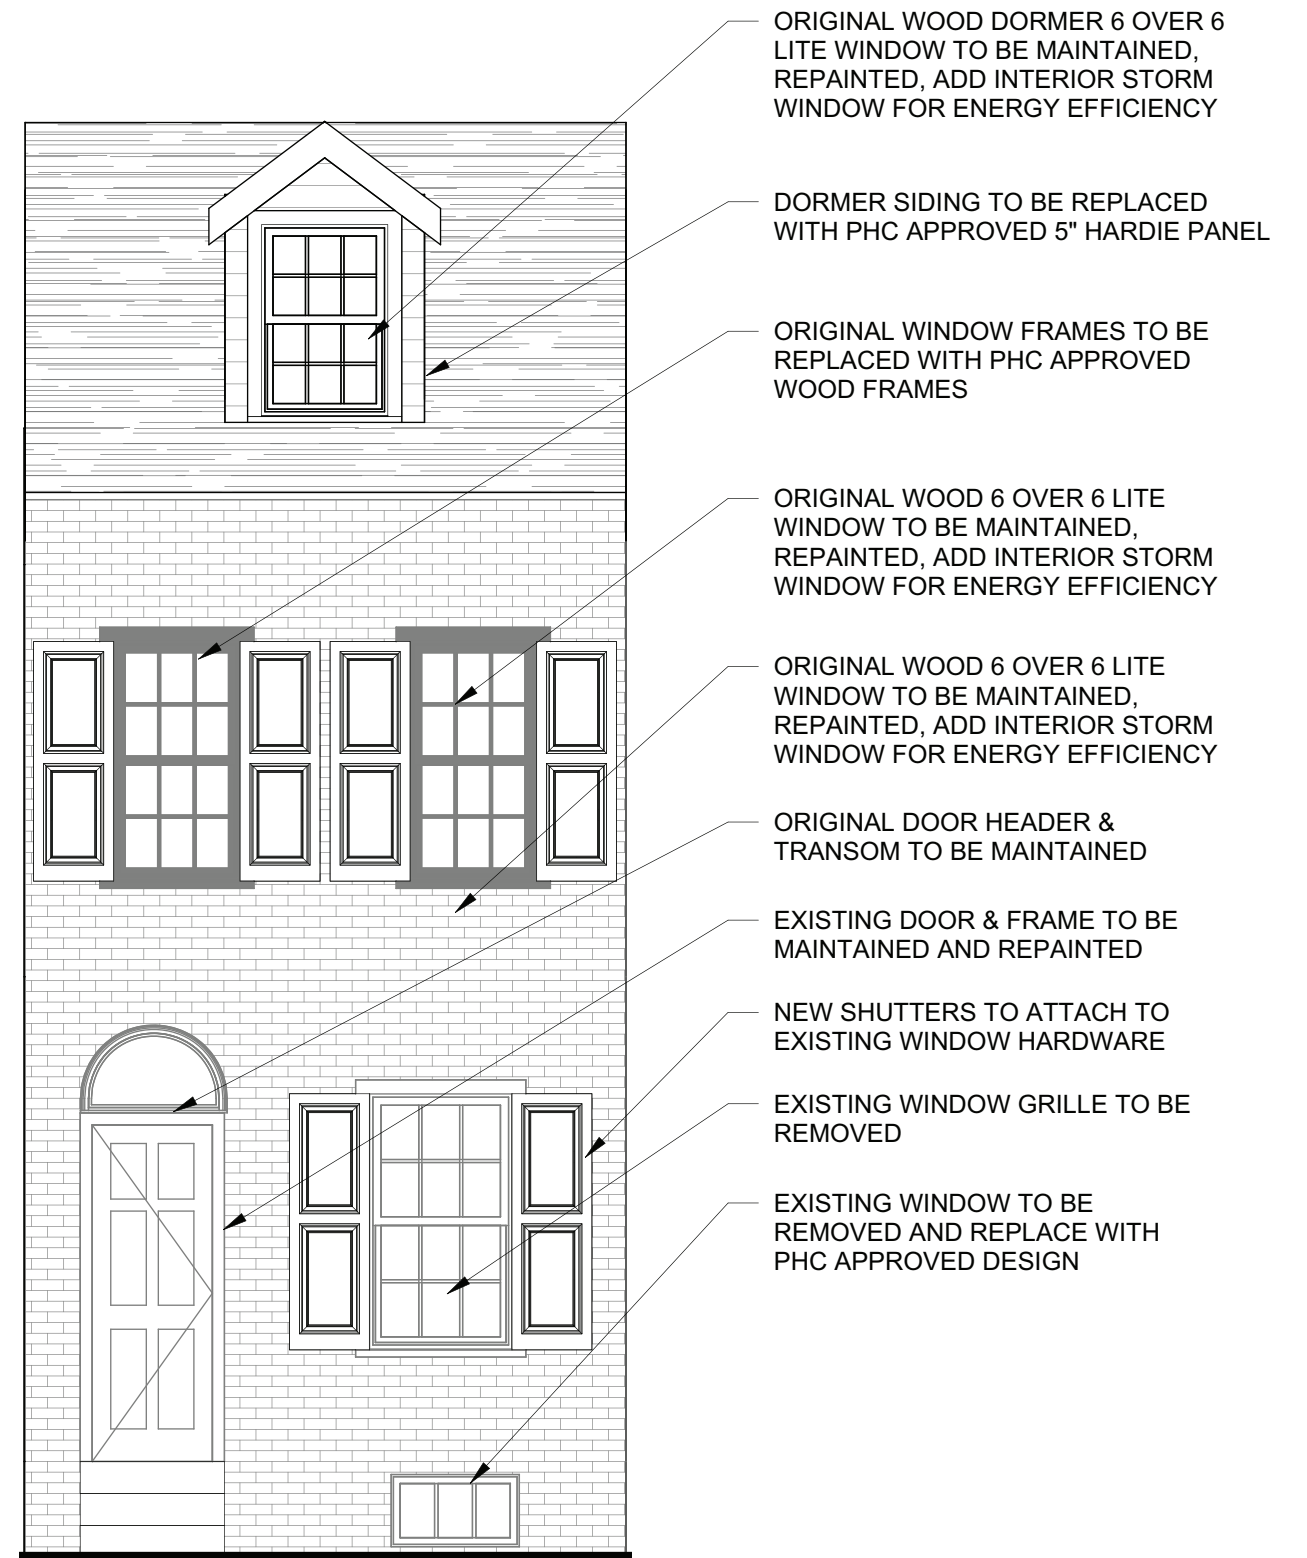 ORIGINAL WOOD DORMER 6 OVER 6
LITE WINDOW TO BE MAINTAINED,
REPAINTED, ADD INTERIOR STORM
WINDOW FOR ENERGY EFFICIENCY
DORMER SIDING TO BE REPLACED
WITH PHC APPROVED 5" HARDIE PANEL
ORIGINAL WINDOW FRAMES TO BE
REPLACED WITH PHC APPROVED
WOOD FRAMES
ORIGINAL WOOD 6 OVER 6 LITE
WINDOW TO BE MAINTAINED,
REPAINTED, ADD INTERIOR STORM
WINDOW FOR ENERGY EFFICIENCY
ORIGINAL WOOD 6 OVER 6 LITE
WINDOW TO BE MAINTAINED,
REPAINTED, ADD INTERIOR STORM
WINDOW FOR ENERGY EFFICIENCY
ORIGINAL DOOR HEADER &
TRANSOM TO BE MAINTAINED
EXISTING DOOR & FRAME TO BE
MAINTAINED AND REPAINTED
NEW SHUTTERS TO ATTACH TO
EXISTING WINDOW HARDWARE
EXISTING WINDOW GRILLE TO BE
REMOVED
EXISTING WINDOW TO BE
REMOVED AND REPLACE WITH
PHC APPROVED DESIGN